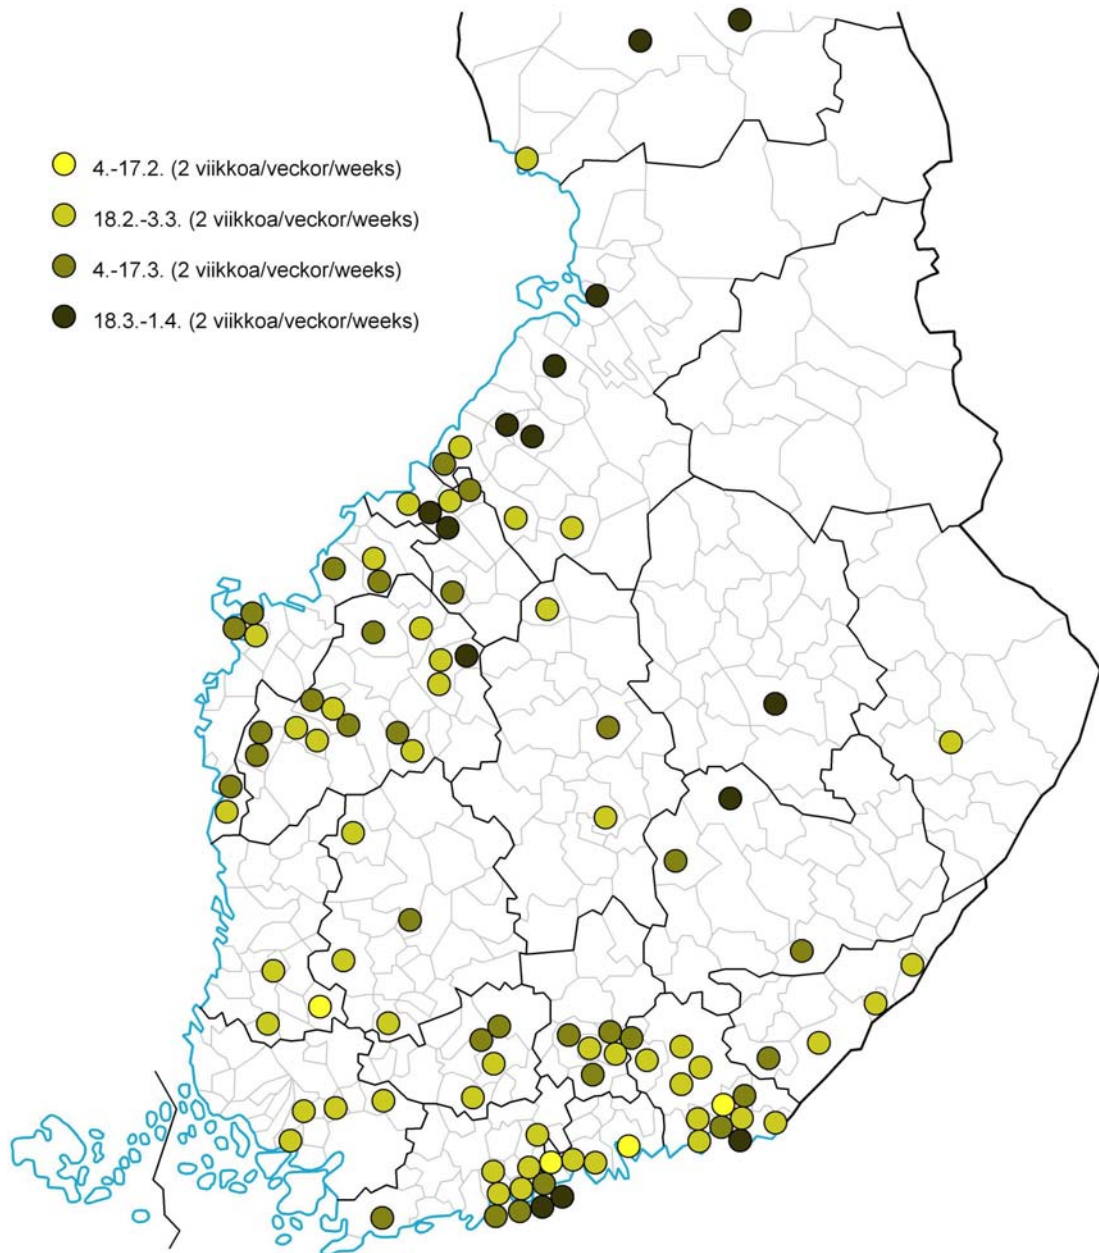 4.-17.2. (2 viikkoa/veckor/weeks)
18.2.-3.3. (2 viikkoa/veckor/weeks)
4.-17.3. (2 viikkoa/veckor/weeks)
18.3.-1.4. (2 viikkoa/veckor/weeks)